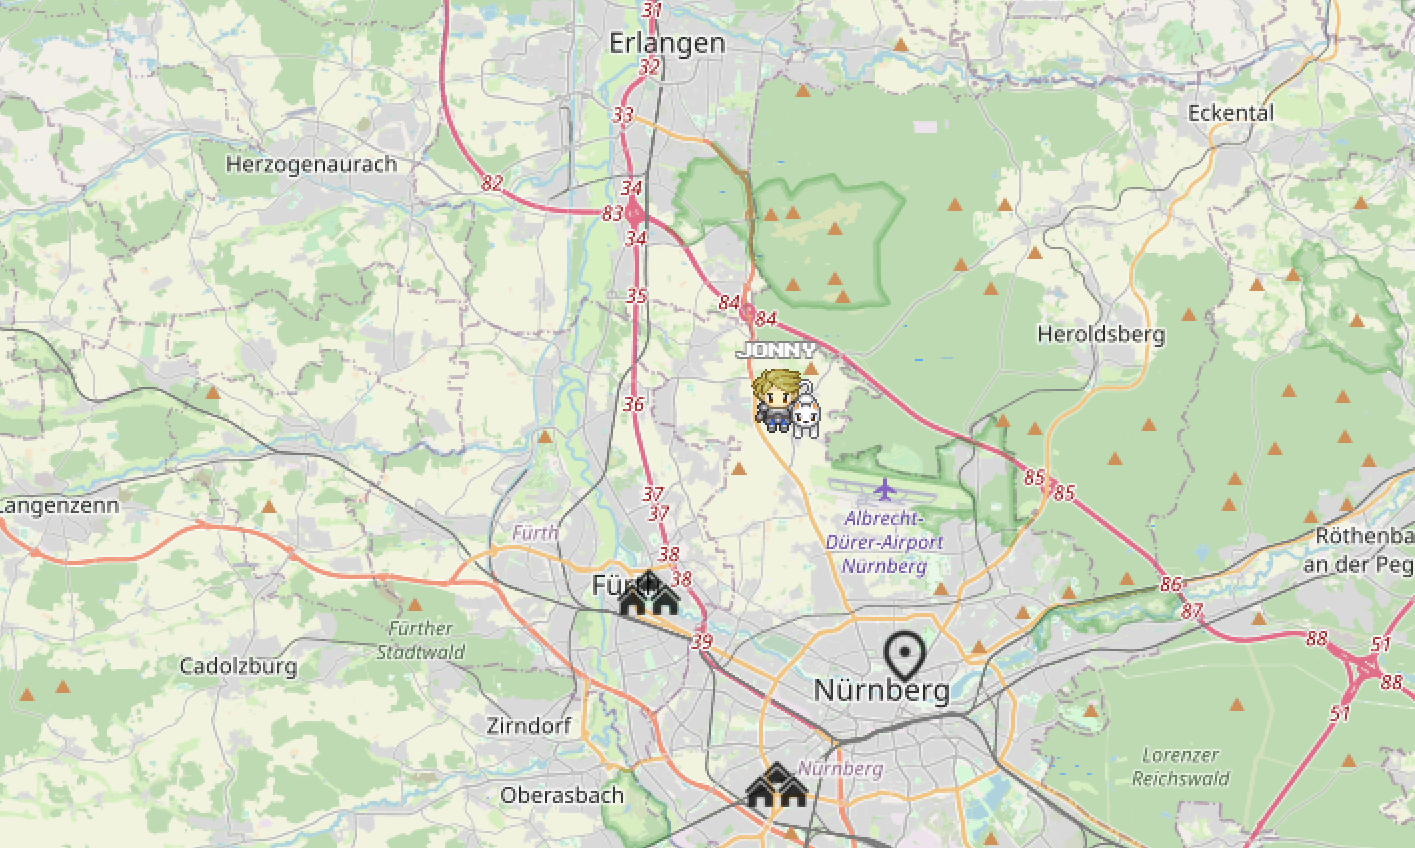 31
Erlangen
32
33
Eckental
Herzogenaurach
82
34
83
34
35
84
84
Heroldsberg
JONNY
36
85
85
37
37
Langenzenn
Albrecht-
Dürer-Airport
Nürnberg
Fürth
Röthenba
an der Peg
38
38
86
87
Fürther
Stadtwald
39
88
51
88
51
Cadolzburg
Nürnberg
Zirndorf
Nürnberg
Lorenzer
Reichswald
Oberasbach